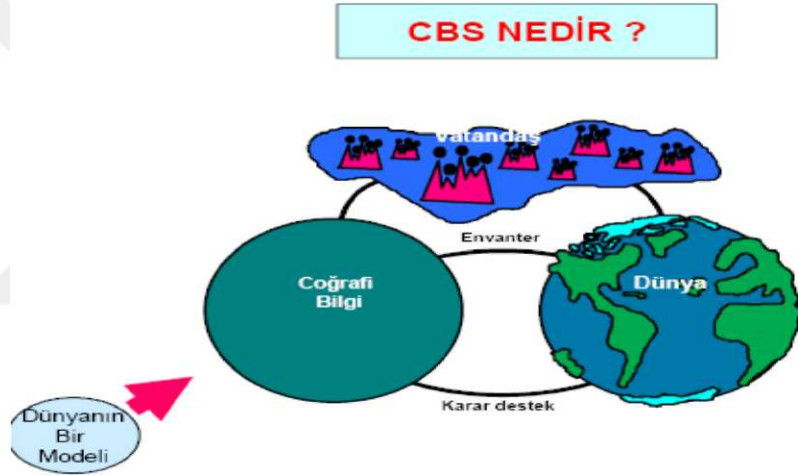 CBS NEDİR ?
Vatandaş
Envanter
Coğrafi
Bilgi
Dünya
Karar destek
Dünyanın
Bir
Modeli